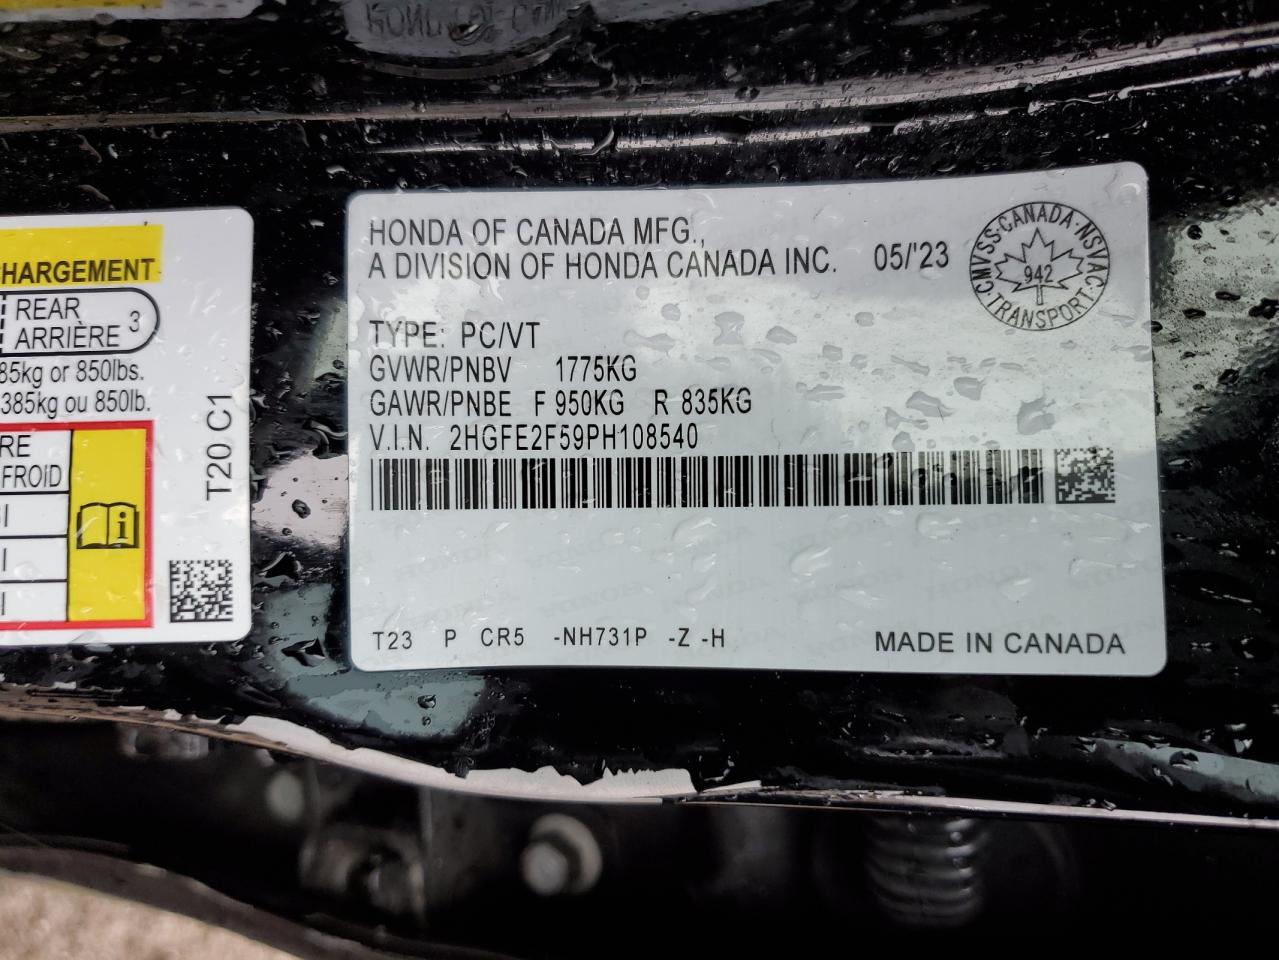 HARGEMENT
REAR
ARRIÈRE 3
85kg or 850lbs.
385kg ou 850lb.
RE
FROID
T20 C1
HONDA OF CANADA MFG.,
A DIVISION OF HONDA CANADA INC. 05/'23
CMVSS·CANADA·NSVAC·TRANSPORT
942
TYPE: PC/VT
GVWR/PNBV 1775KG
GAWR/PNBE F 950KG R 835KG
V.I.N. 2HGFE2F59PH108540
T23 P CR5 -NH731P -Z -H
MADE IN CANADA